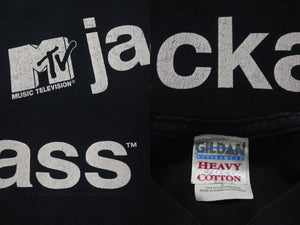 MTV
MUSIC TELEVISION®
jacka
ass™
GILDAN
ACTIVEWEAR
HEAVY
COTTON